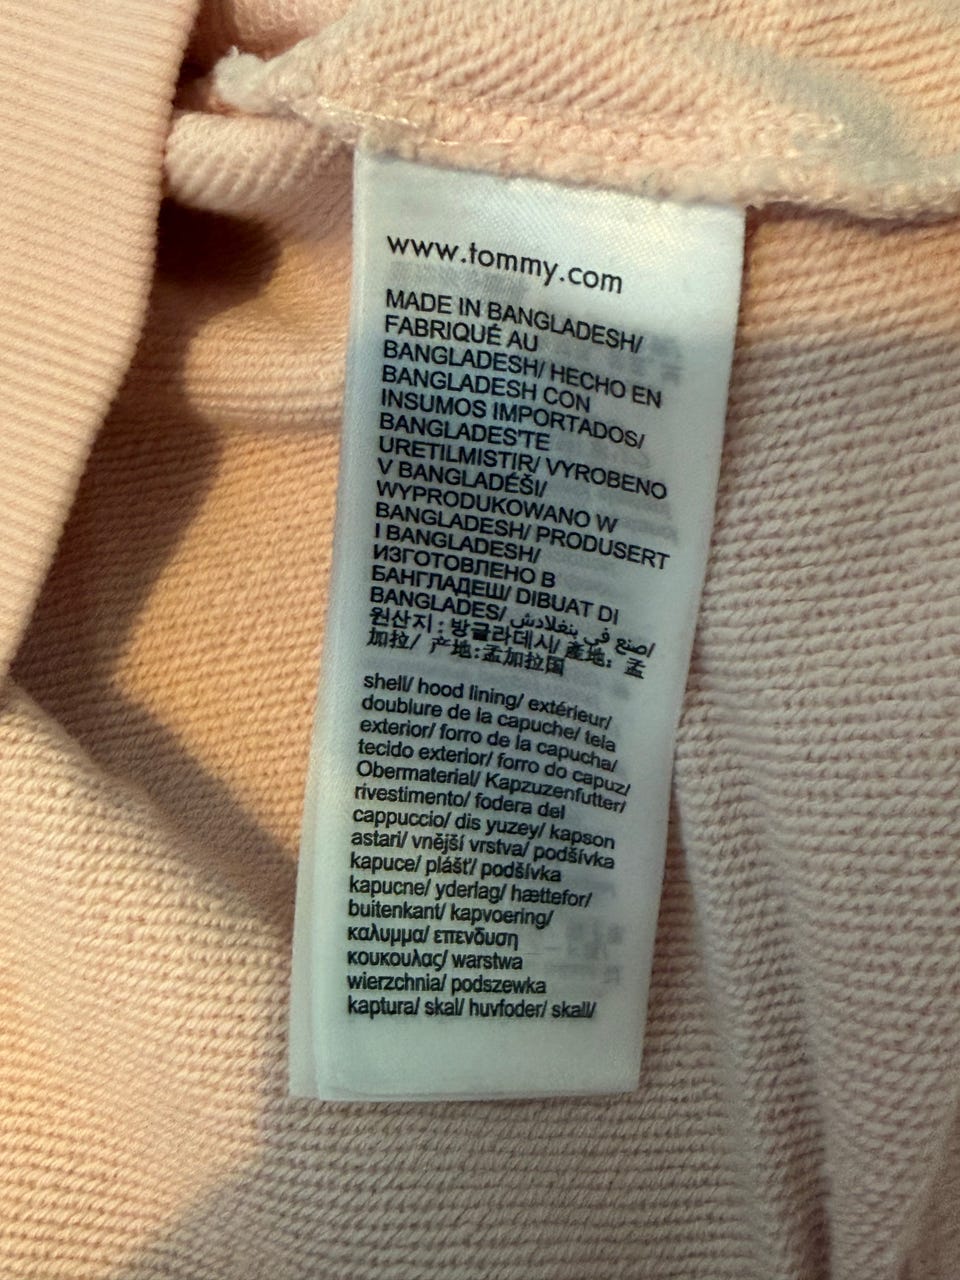 www.tommy.com
MADE IN BANGLADESH/
FABRIQUÉ AU
BANGLADESH/ HECHO EN
BANGLADESH CON
INSUMOS IMPORTADOS/
BANGLADES'TE
URETILMISTIR/ VYROBENO
V BANGLADÉŠI/
WYPRODUKOWANO W
BANGLADESH/ PRODUSERT
I BANGLADESH/
ИЗГОТОВЛЕНО В
БАНГЛАДЕШ/ DIBUAT DI
BANGLADES/ صنع في بنغلادش/
원산지 : 방글라데시/ 產地: 孟
加拉/ 产地:孟加拉国
shell/ hood lining/ extérieur/
doublure de la capuche/ tela
exterior/ forro de la capucha/
tecido exterior/ forro do capuz/
Obermaterial/ Kapzuzenfutter/
rivestimento/ fodera del
cappuccio/ dis yuzey/ kapson
astari/ vnější vrstva/ podšívka
kapuce/ plášť/ podšívka
kapucne/ yderlag/ hættefor/
buitenkant/ kapvoering/
καλυμμα/ επενδυση
κουκουλας/ warstwa
wierzchnia/ podszewka
kaptura/ skal/ huvfoder/ skall/